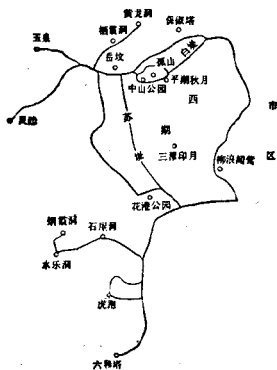 黄龙洞
保俶塔
栖霞洞
玉泉
岳坟
白堤
孤山
平湖秋月
中山公园
灵隐
苏堤
西湖
市区
三潭印月
柳浪闻莺
花港公园
烟霞洞
石屋洞
水乐洞
虎跑
六和塔